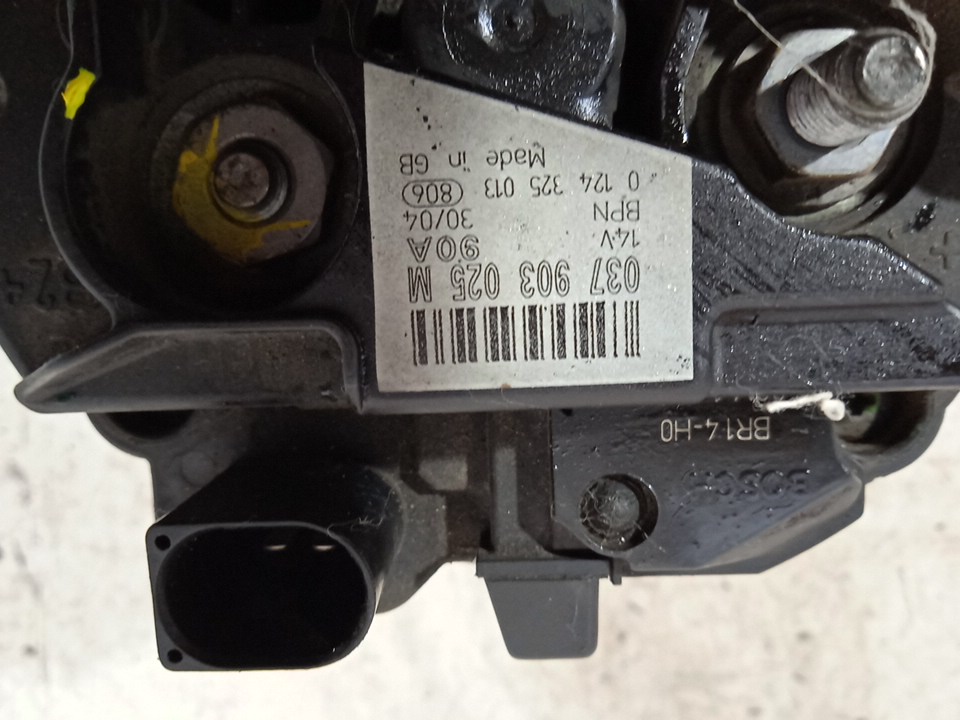 BOSCH
BR14-H0
037 903 025 M
14V 90A
BPN 30/04
0 124 325 013 806
Made in GB